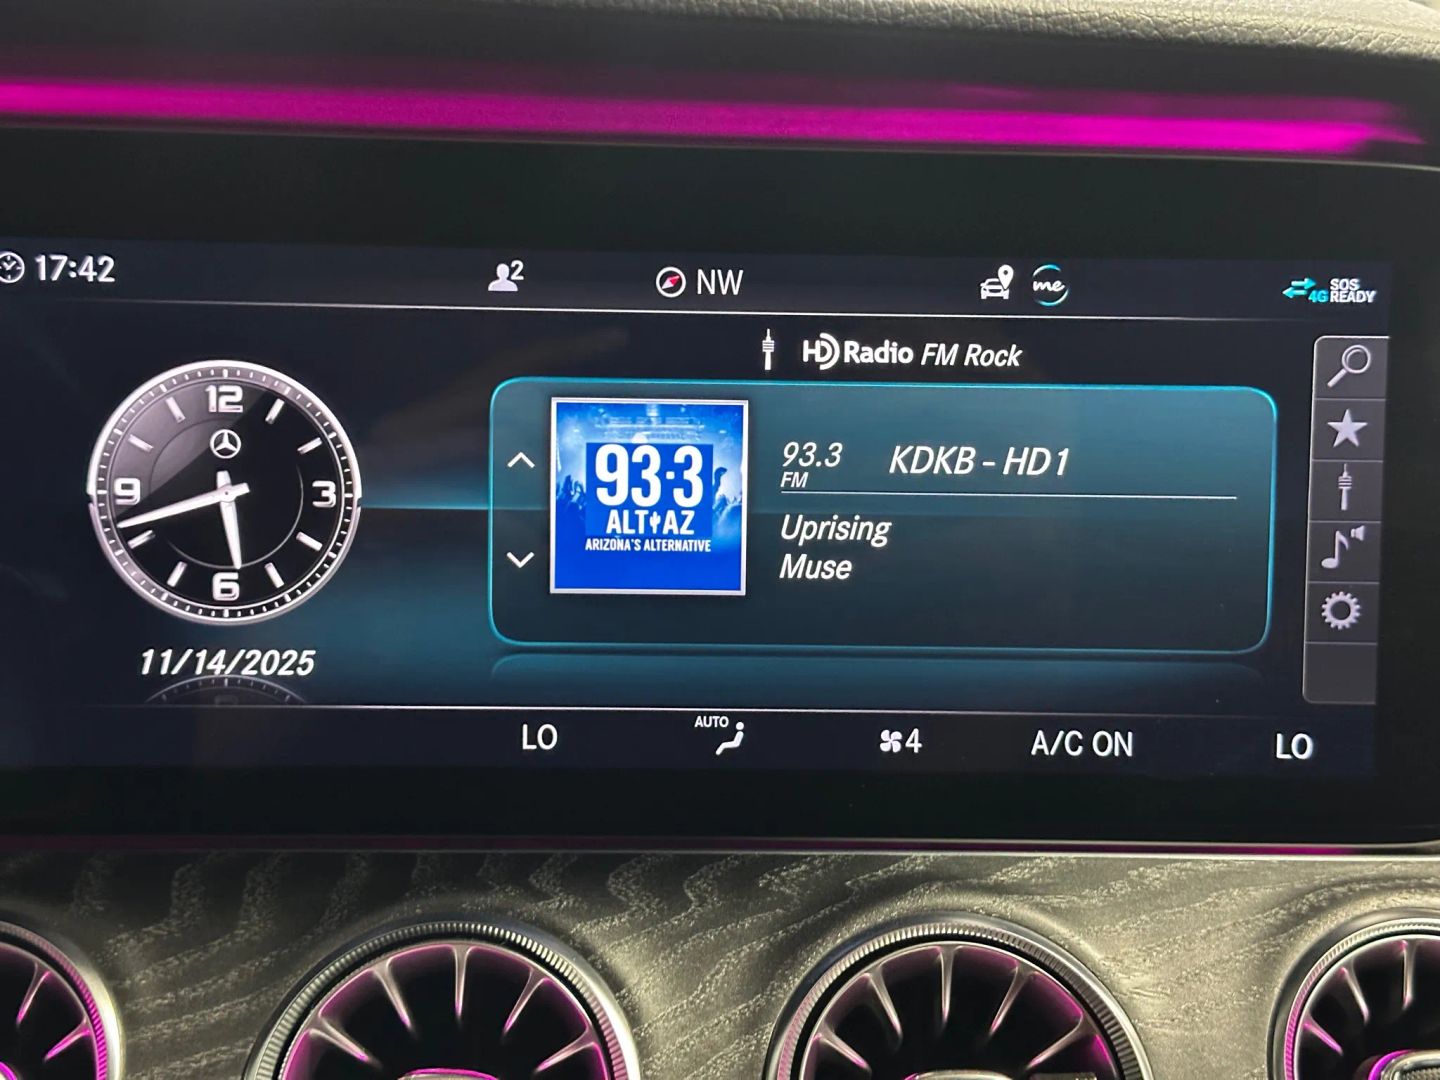 17:42
2
NW
me
4G
SOS
READY
HD Radio FM Rock
12
9
3
6
11/14/2025
93.3
ALT AZ
ARIZONA'S ALTERNATIVE
93.3
FM
KDKB - HD1
Uprising
Muse
LO
AUTO
4
A/C ON
LO